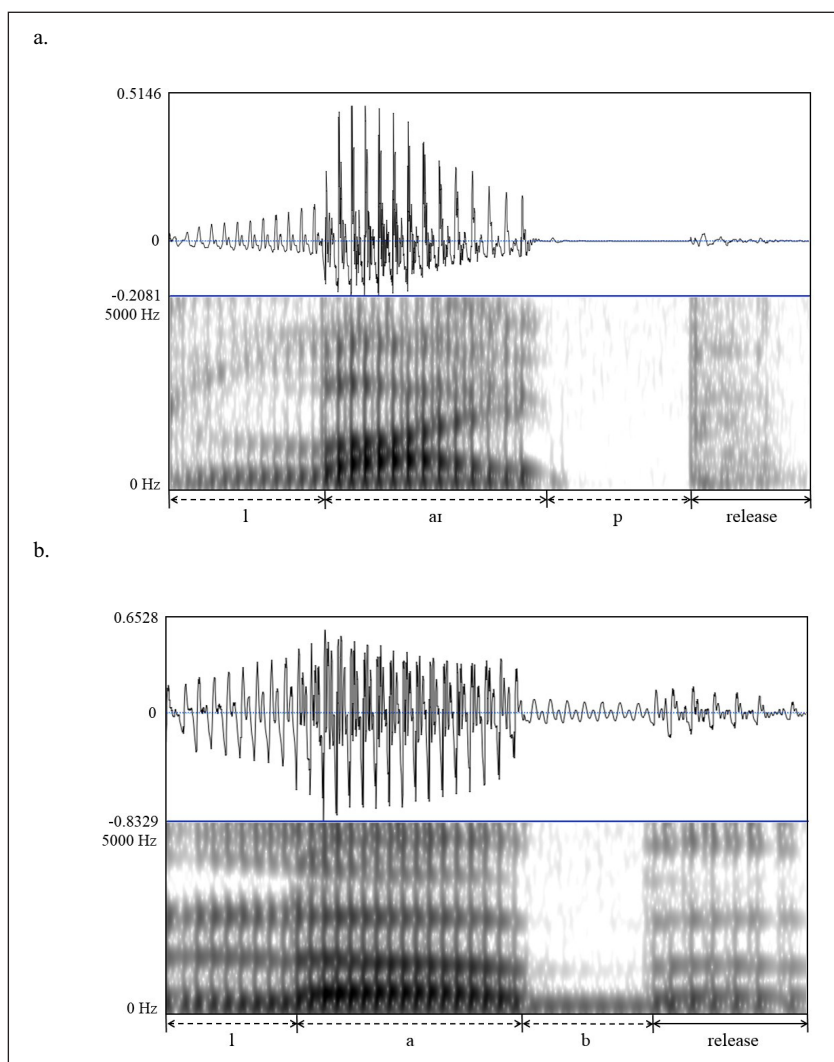 a.
0.5146
0
-0.2081
5000 Hz
0 Hz
l aɪ p release
b.
0.6528
0
-0.8329
5000 Hz
0 Hz
l a b release